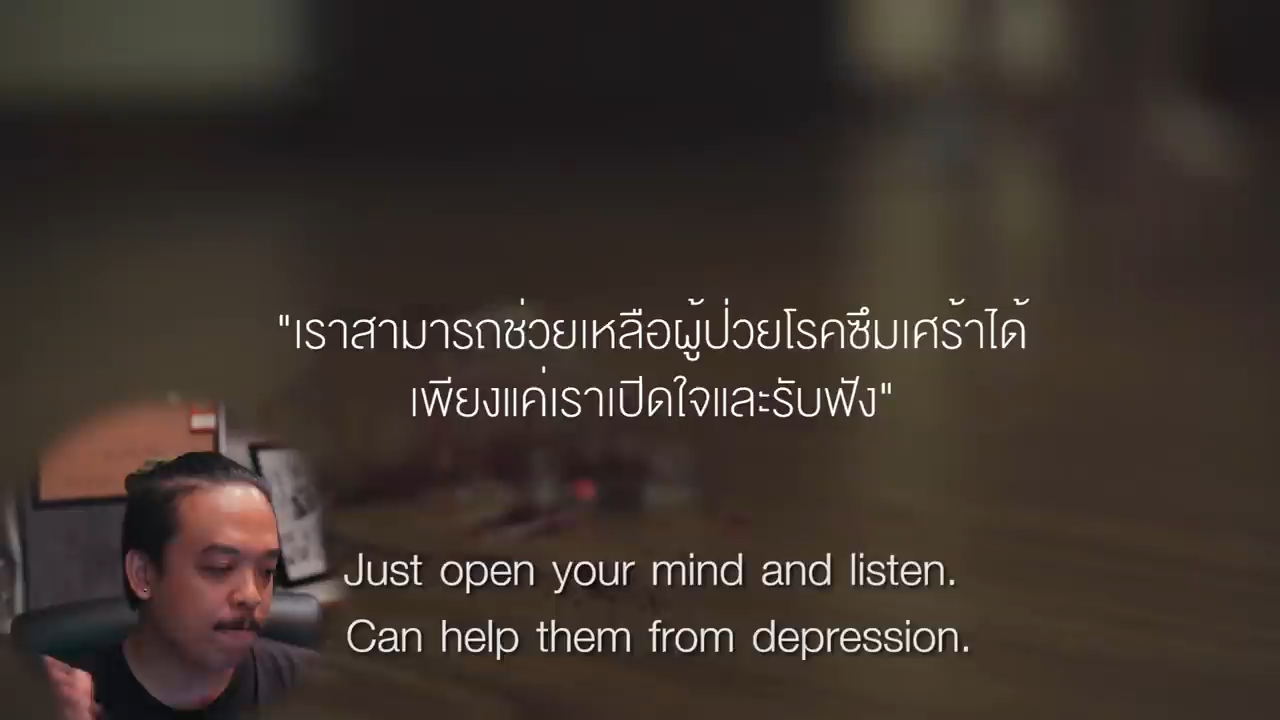 "เราสามารถช่วยเหลือผู้ป่วยโรคซึมเศร้าได้
เพียงแค่เราเปิดใจและรับฟัง"
Just open your mind and listen.
Can help them from depression.